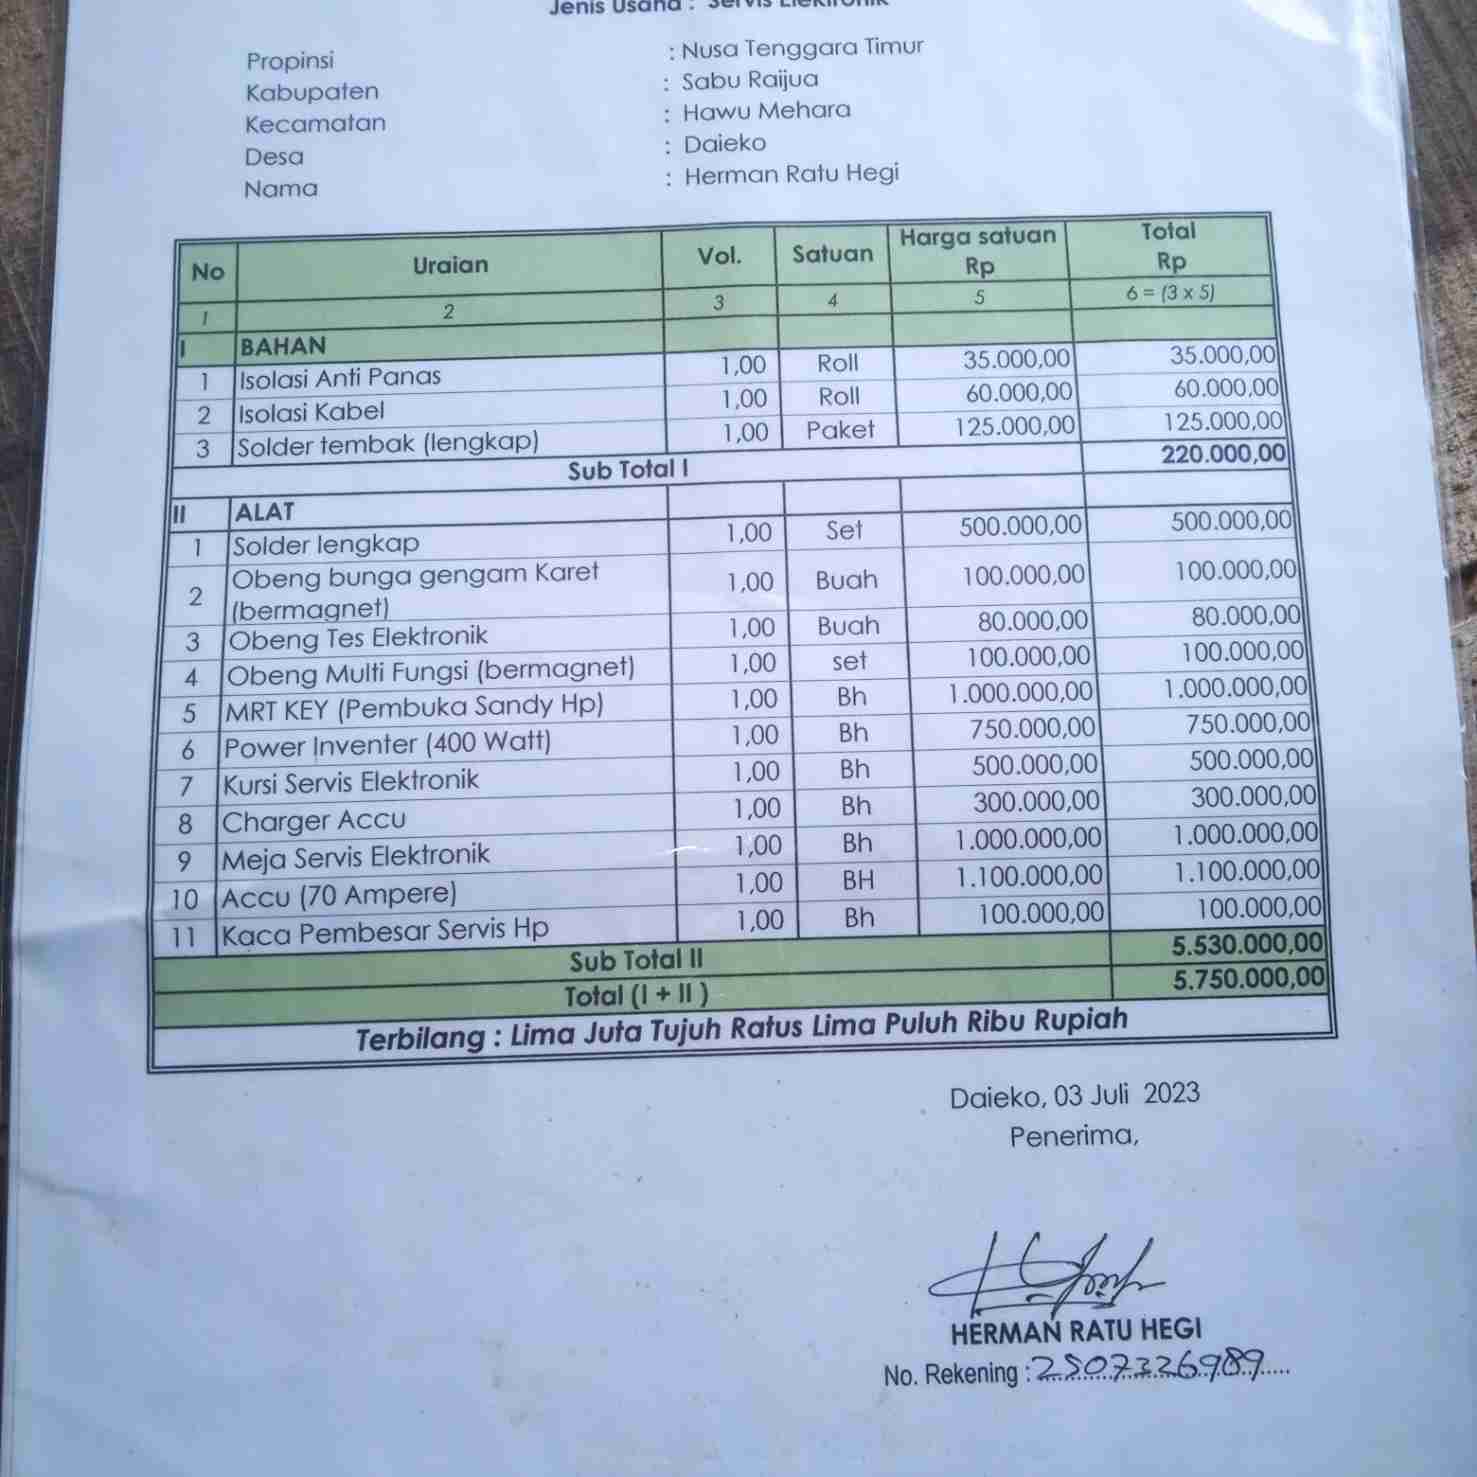 Jenis Usaha : Servis Elektronik
Propinsi : Nusa Tenggara Timur
Kabupaten : Sabu Raijua
Kecamatan : Hawu Mehara
Desa : Daieko
Nama : Herman Ratu Hegi
No Uraian Vol. Satuan Harga satuan Rp Total Rp
1 2 3 4 5 6 = (3 x 5)
I BAHAN
1 Isolasi Anti Panas 1,00 Roll 35.000,00 35.000,00
2 Isolasi Kabel 1,00 Roll 60.000,00 60.000,00
3 Solder tembak (lengkap) 1,00 Paket 125.000,00 125.000,00
Sub Total I 220.000,00
II ALAT
1 Solder lengkap 1,00 Set 500.000,00 500.000,00
2 Obeng bunga gengam Karet (bermagnet) 1,00 Buah 100.000,00 100.000,00
3 Obeng Tes Elektronik 1,00 Buah 80.000,00 80.000,00
4 Obeng Multi Fungsi (bermagnet) 1,00 set 100.000,00 100.000,00
5 MRT KEY (Pembuka Sandy Hp) 1,00 Bh 1.000.000,00 1.000.000,00
6 Power Inventer (400 Watt) 1,00 Bh 750.000,00 750.000,00
7 Kursi Servis Elektronik 1,00 Bh 500.000,00 500.000,00
8 Charger Accu 1,00 Bh 300.000,00 300.000,00
9 Meja Servis Elektronik 1,00 Bh 1.000.000,00 1.000.000,00
10 Accu (70 Ampere) 1,00 BH 1.100.000,00 1.100.000,00
11 Kaca Pembesar Servis Hp 1,00 Bh 100.000,00 100.000,00
Sub Total II 5.530.000,00
Total (I + II ) 5.750.000,00
Terbilang : Lima Juta Tujuh Ratus Lima Puluh Ribu Rupiah
Daieko, 03 Juli 2023
Penerima,
HERMAN RATU HEGI
No. Rekening : 2507326989